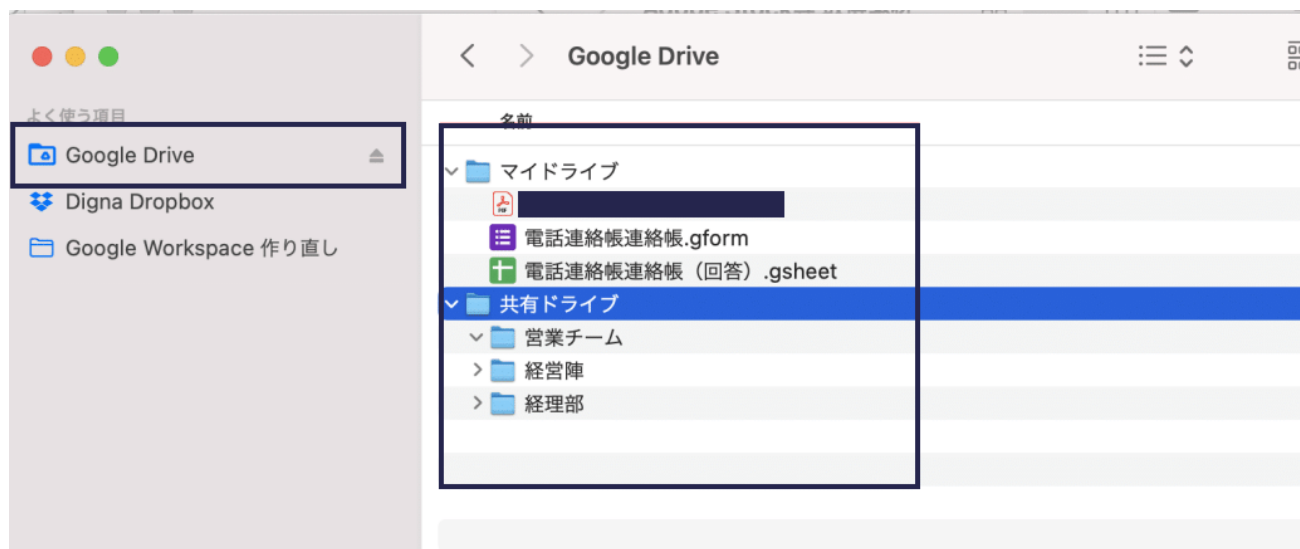 Google Drive
よく使う項目
Google Drive
Digna Dropbox
Google Workspace 作り直し
名前
マイドライブ
電話連絡帳連絡帳.gform
電話連絡帳連絡帳（回答）.gsheet
共有ドライブ
営業チーム
経営陣
経理部